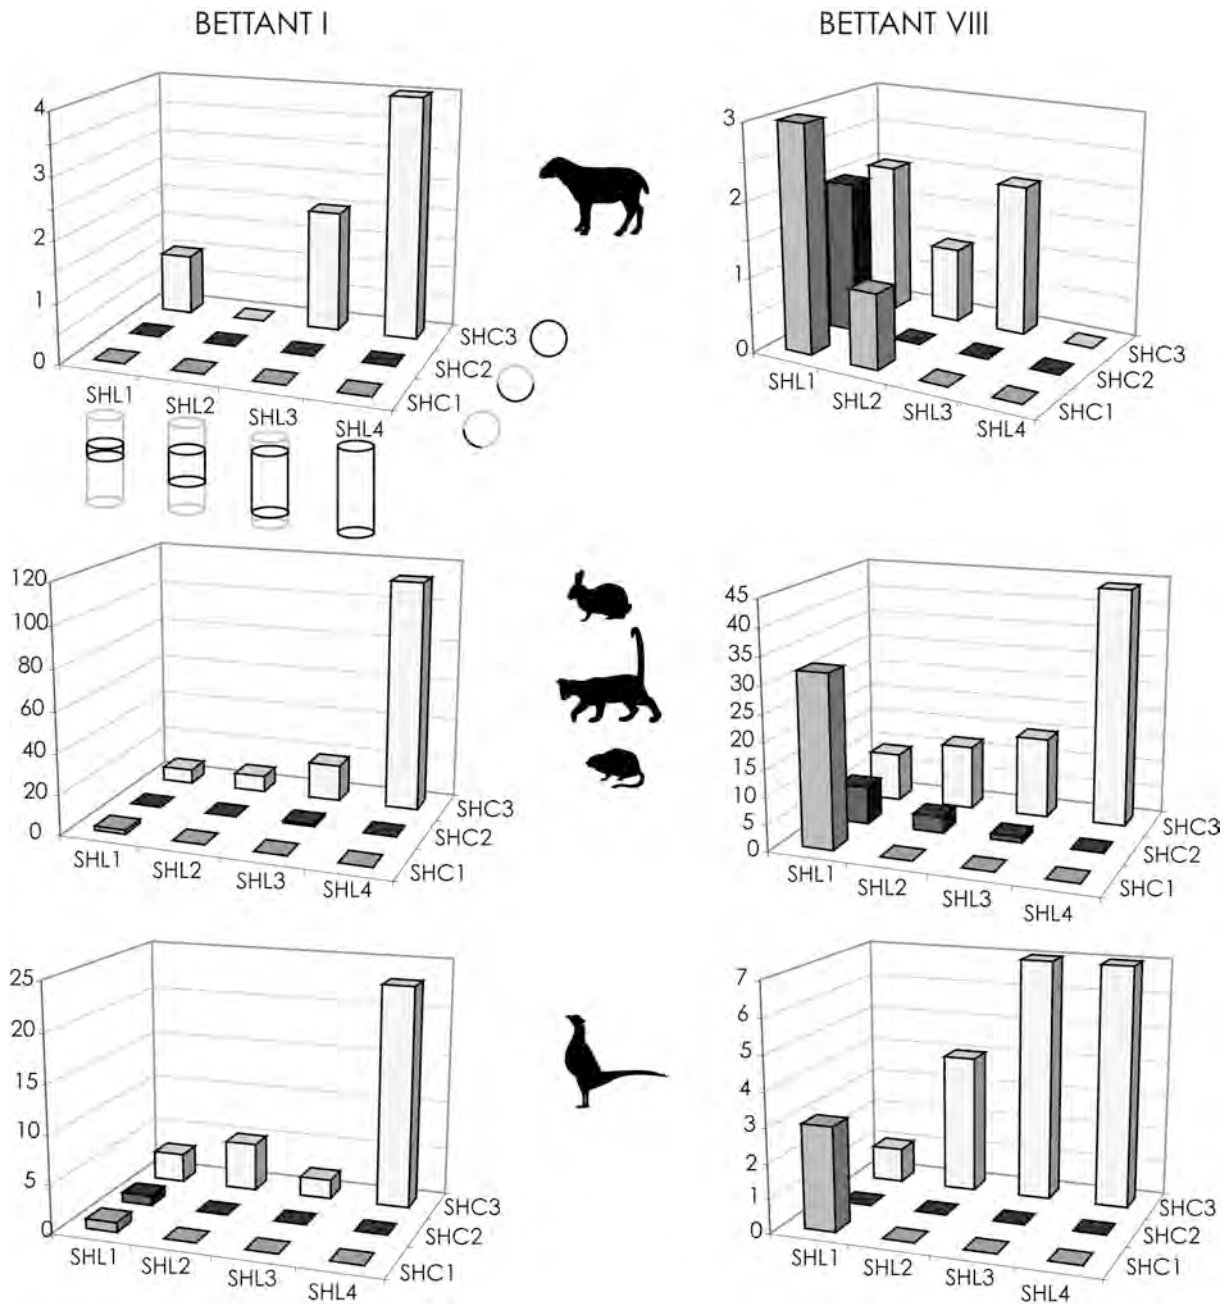 BETTANT I
BETTANT VIII
4
3
2
1
0
SHL1
SHL2
SHL3
SHL4
SHC3
SHC2
SHC1
3
2
1
0
SHL1
SHL2
SHL3
SHL4
SHC3
SHC2
SHC1
120
100
80
60
40
20
0
SHL1
SHL2
SHL3
SHL4
SHC3
SHC2
SHC1
45
40
35
30
25
20
15
10
5
0
SHL1
SHL2
SHL3
SHL4
SHC3
SHC2
SHC1
25
20
15
10
5
0
SHL1
SHL2
SHL3
SHL4
SHC3
SHC2
SHC1
7
6
5
4
3
2
1
0
SHL1
SHL2
SHL3
SHL4
SHC3
SHC2
SHC1